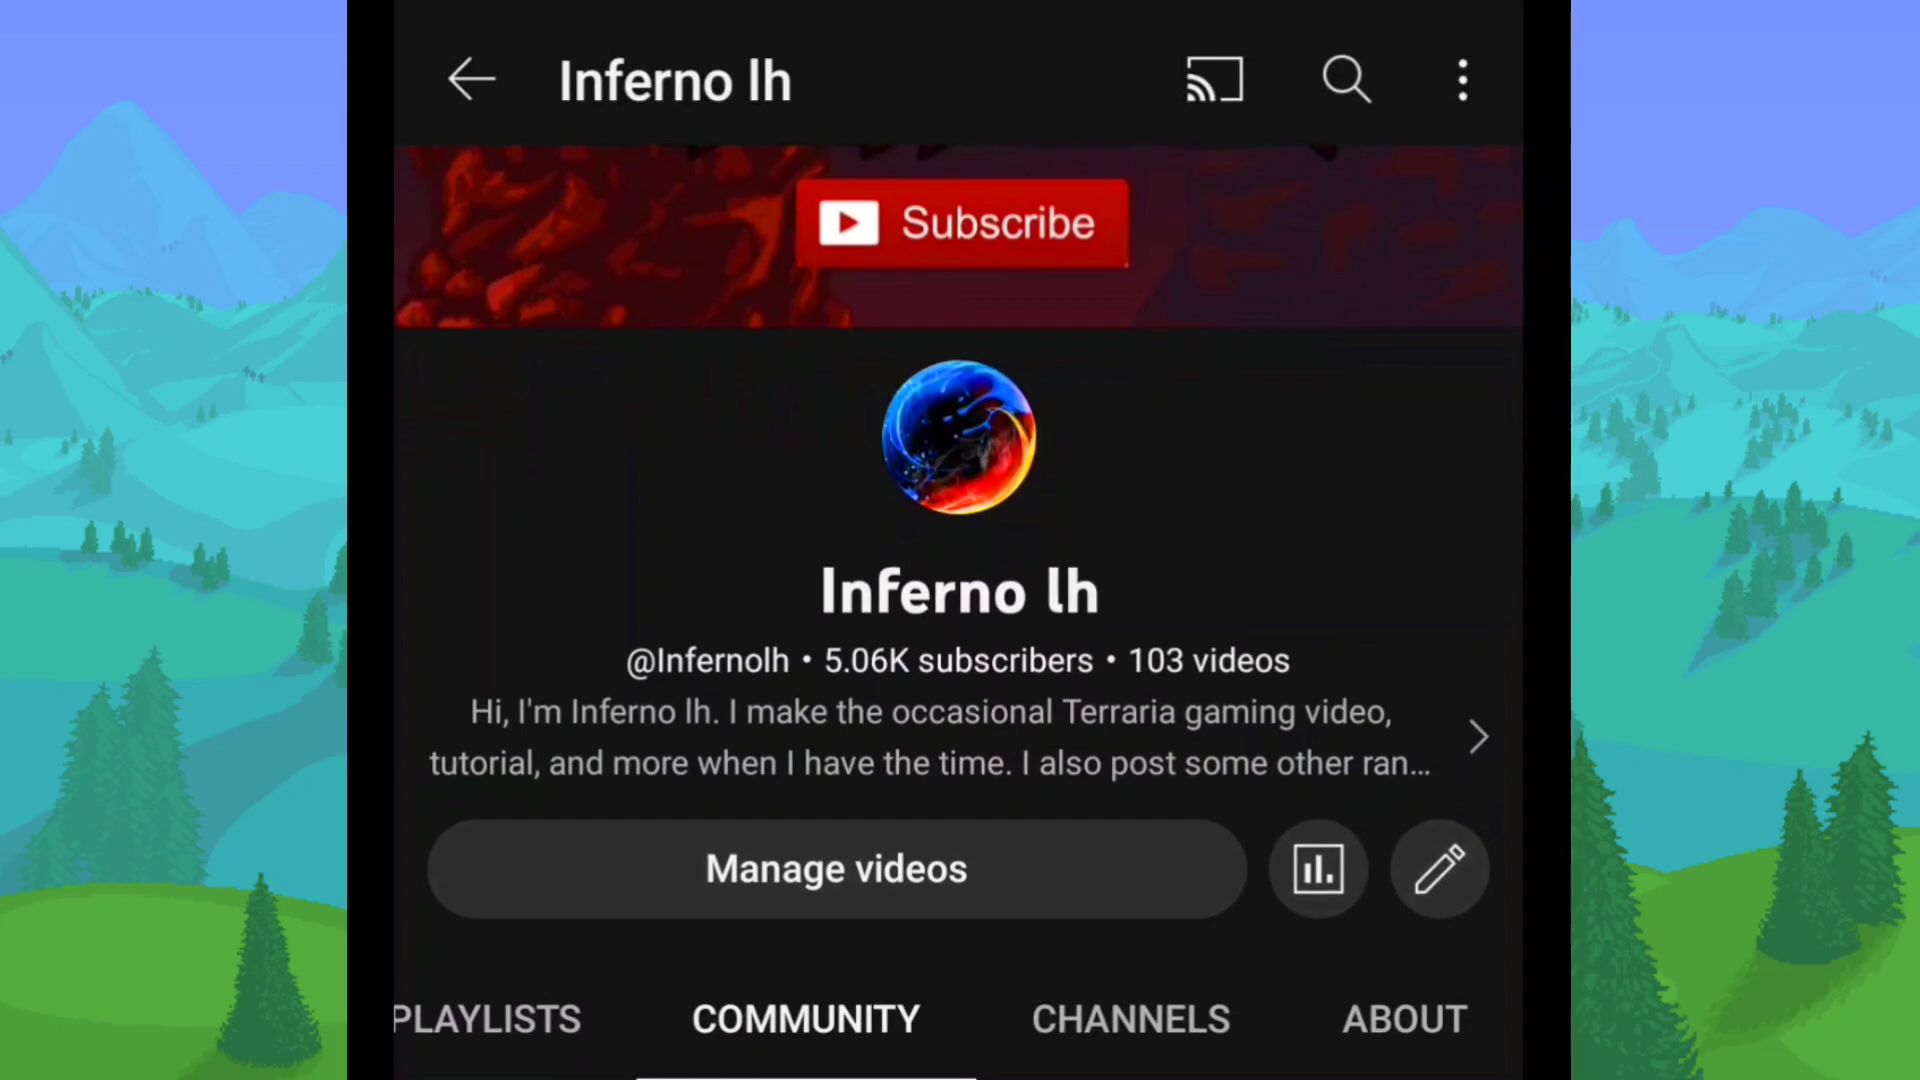 Inferno lh
Subscribe
Inferno lh
@Infernolh • 5.06K subscribers • 103 videos
Hi, I'm Inferno lh. I make the occasional Terraria gaming video,
tutorial, and more when I have the time. I also post some other ran...
Manage videos
PLAYLISTS COMMUNITY CHANNELS ABOUT